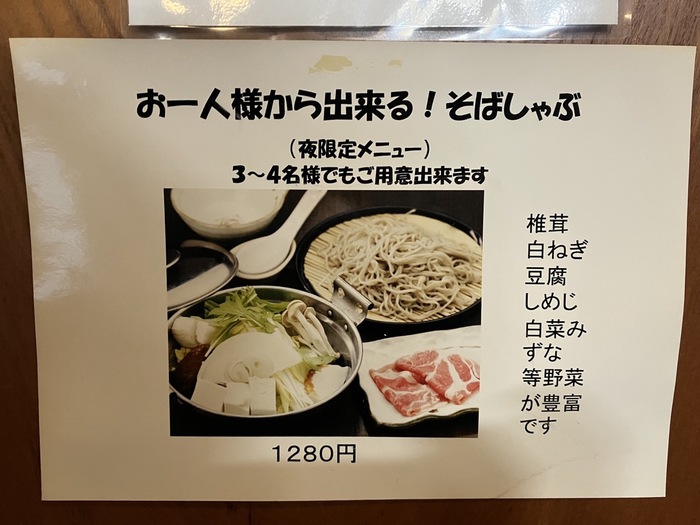 お一人様から出来る！そばしゃぶ
（夜限定メニュー）
3～4名様でもご用意出来ます
椎茸
白ねぎ
豆腐
しめじ
白菜み
ずな
等野菜
が豊富
です
1280円